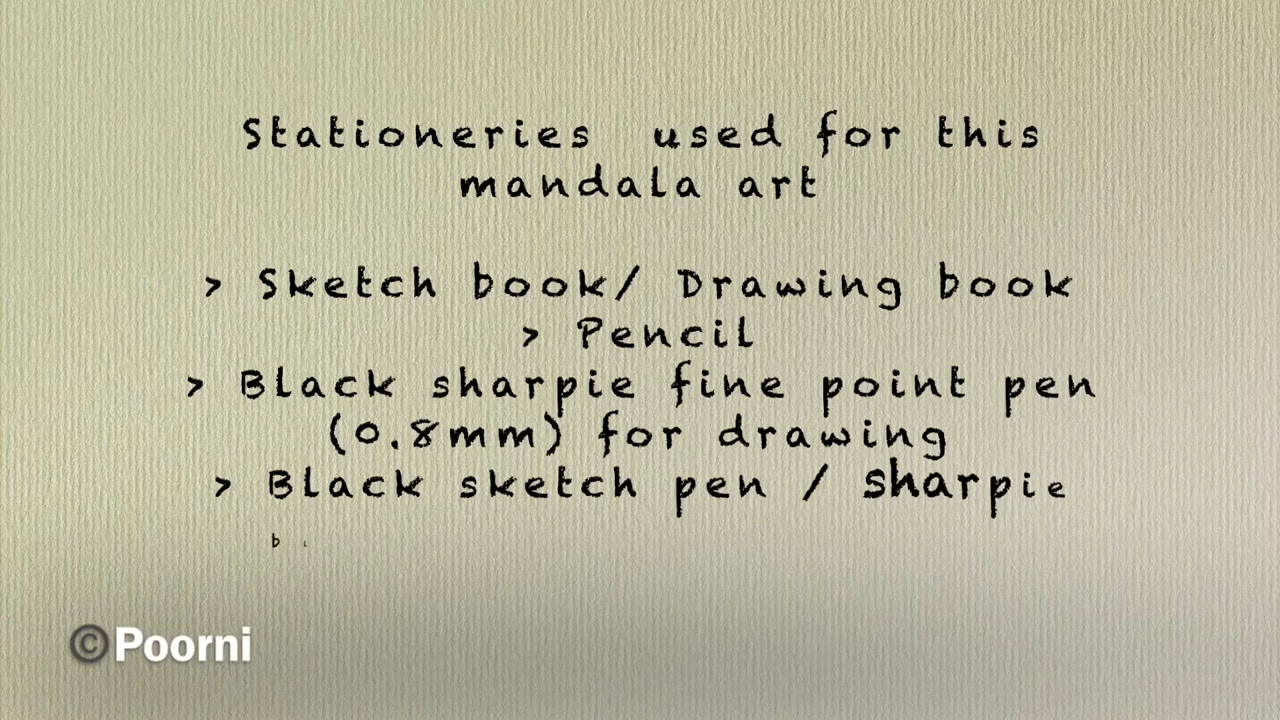 Stationeries used for this
mandala art
> Sketch book/ Drawing book
> Pencil
> Black sharpie fine point pen
(0.8mm) for drawing
> Black sketch pen / sharpie
©Poorni